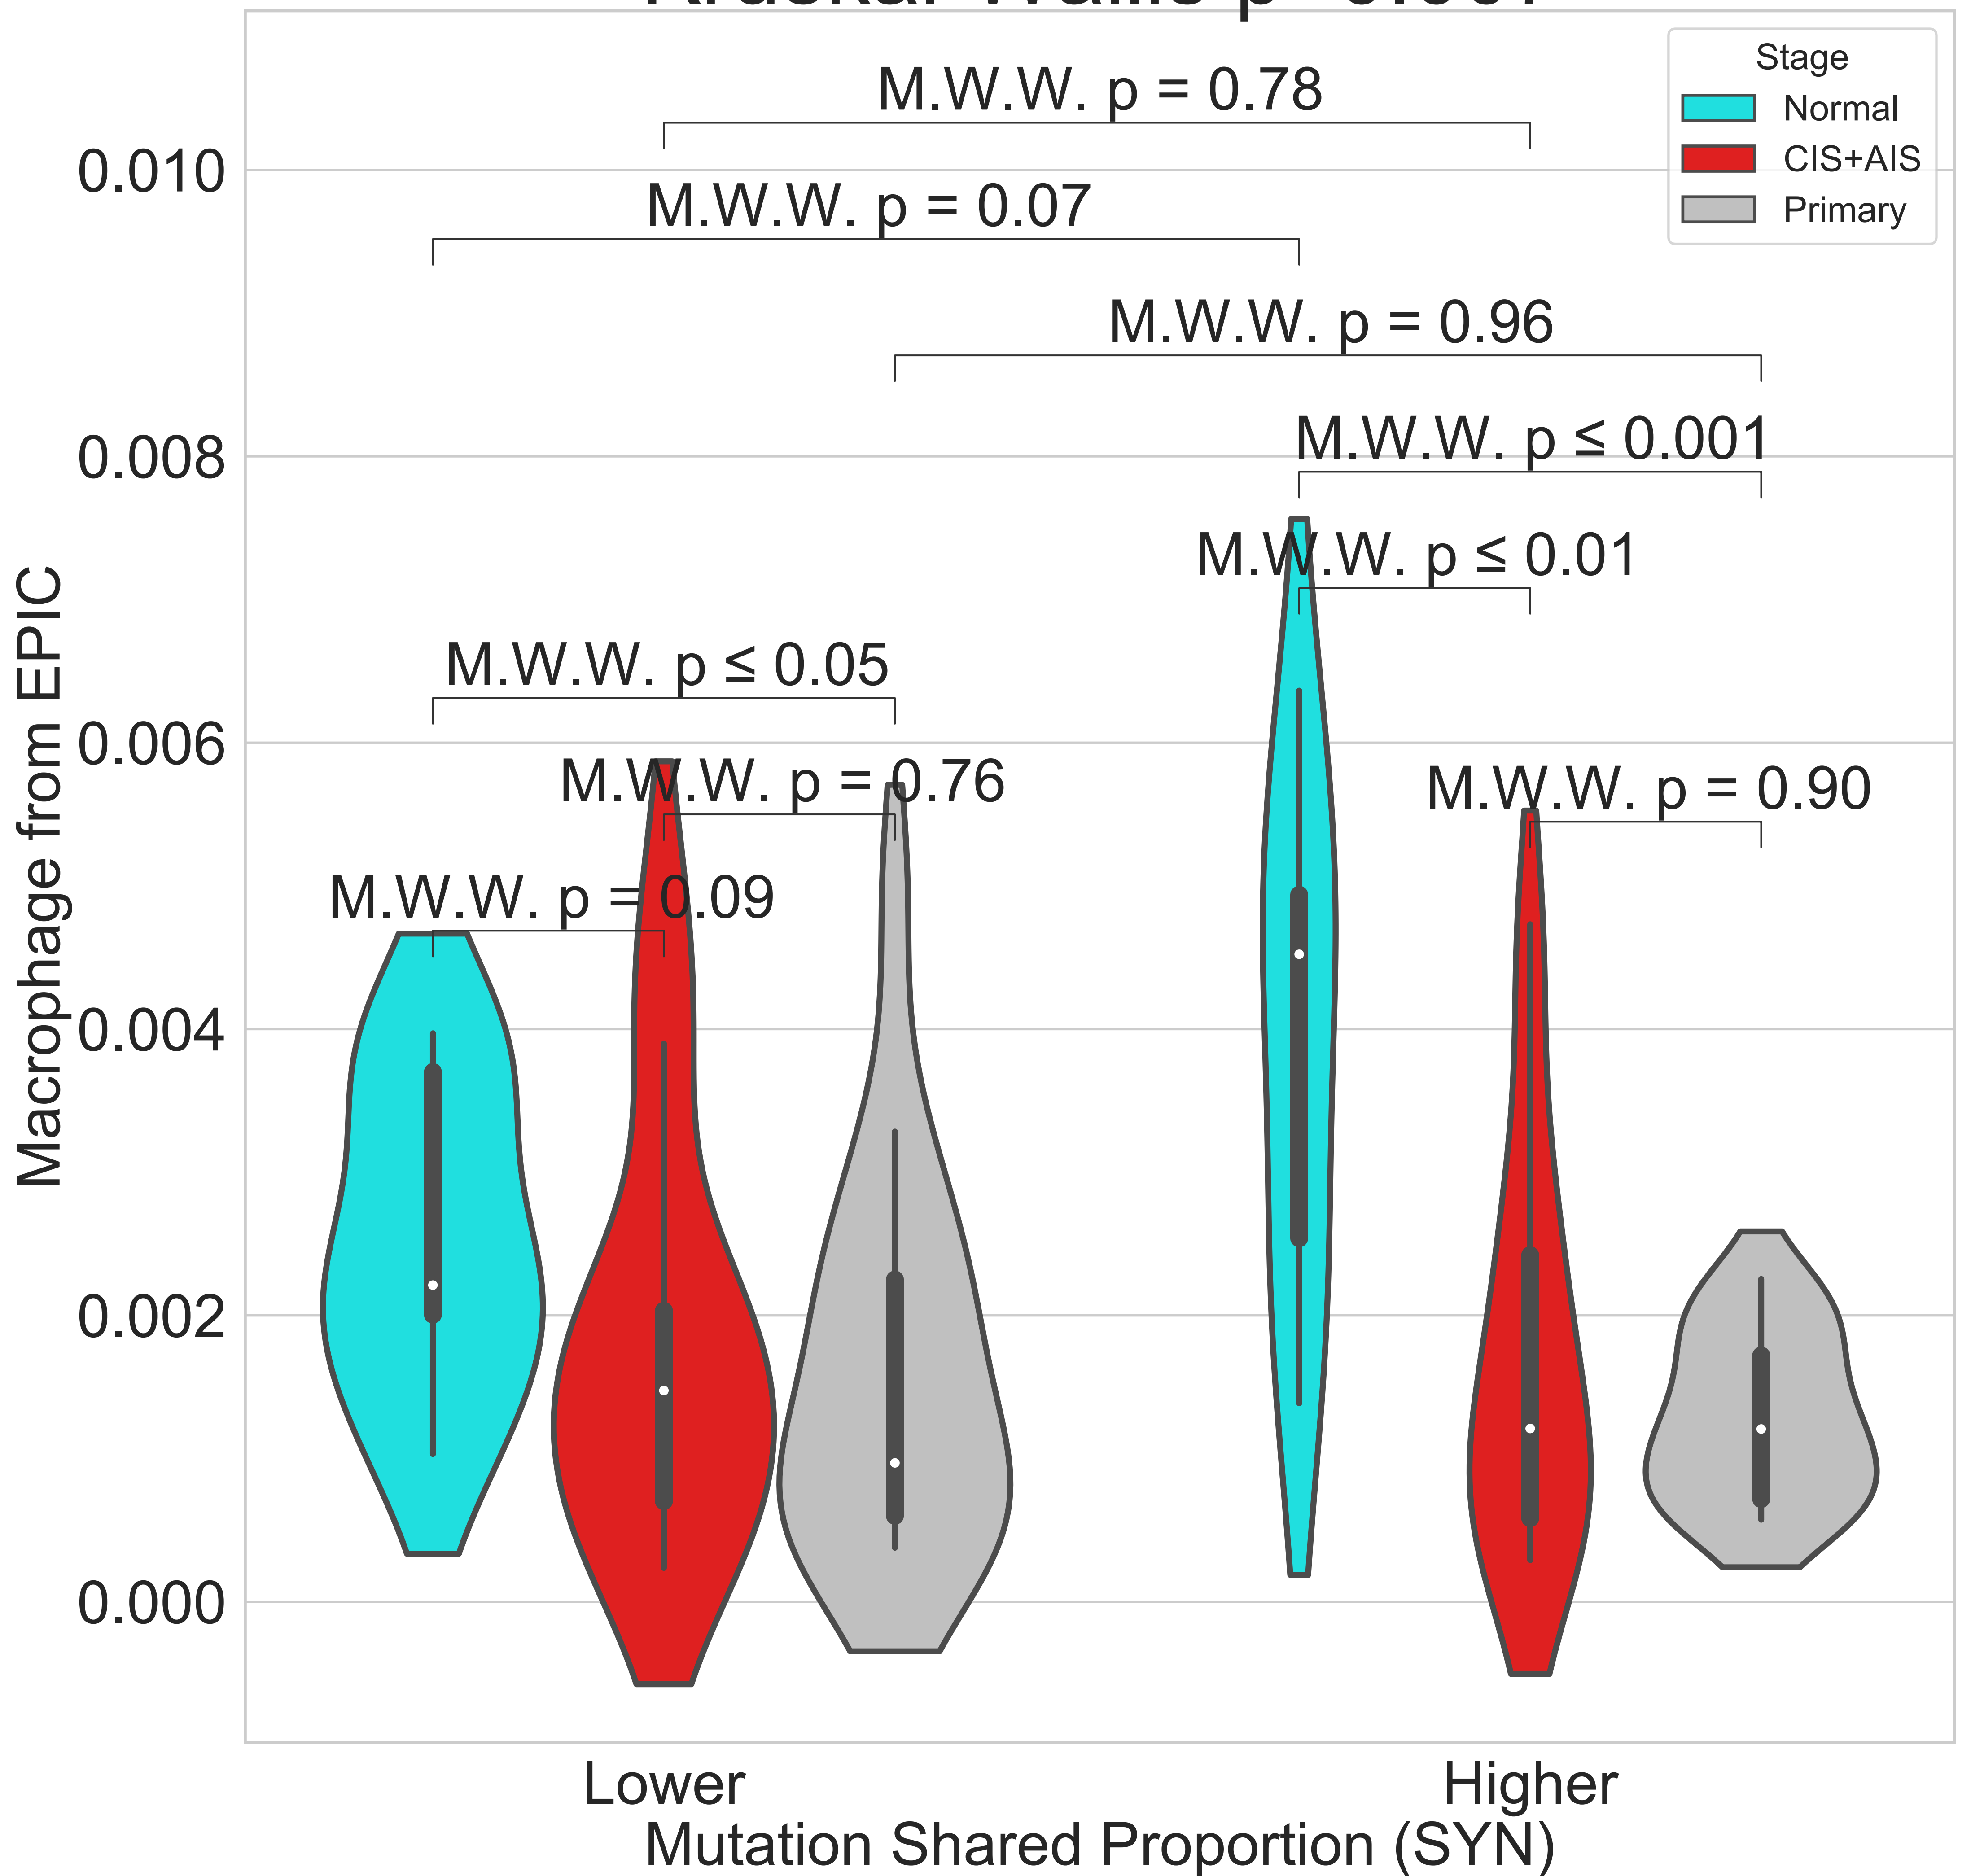 Stage
Normal
CIS+AIS
Primary
M.W.W. p = 0.78
M.W.W. p = 0.07
M.W.W. p = 0.96
M.W.W. p ≤ 0.001
M.W.W. p ≤ 0.01
M.W.W. p ≤ 0.05
M.W.W. p = 0.76
M.W.W. p = 0.90
M.W.W. p = 0.09
Macrophage from EPIC
0.010
0.008
0.006
0.004
0.002
0.000
Lower
Higher
Mutation Shared Proportion (SYN)